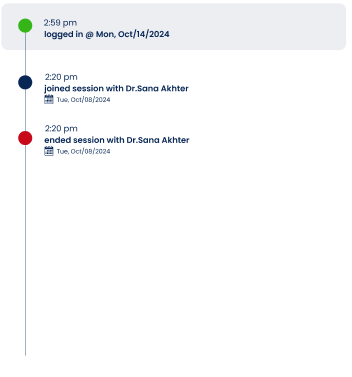 2:59 pm
logged in @ Mon, Oct/14/2024
2:20 pm
joined session with Dr.Sana Akhter
Tue, Oct/08/2024
2:20 pm
ended session with Dr.Sana Akhter
Tue, Oct/08/2024